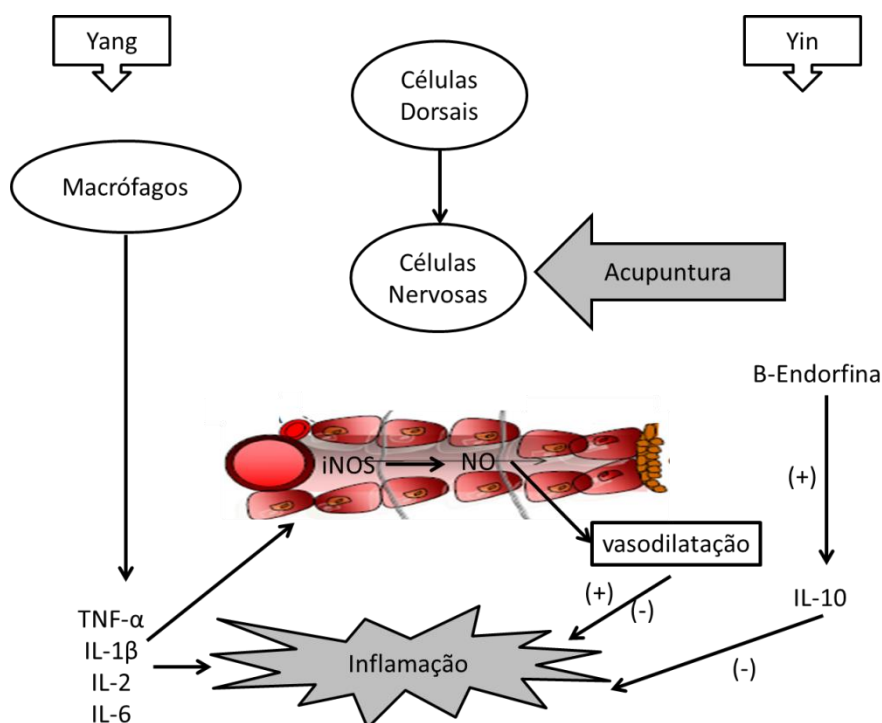 Yang
Yin
Células
Dorsais
Macrófagos
Células
Nervosas
Acupuntura
B-Endorfina
iNOS
NO
(+)
vasodilatação
(+)
(-)
IL-10
TNF-α
IL-1β
IL-2
IL-6
Inflamação
(-)